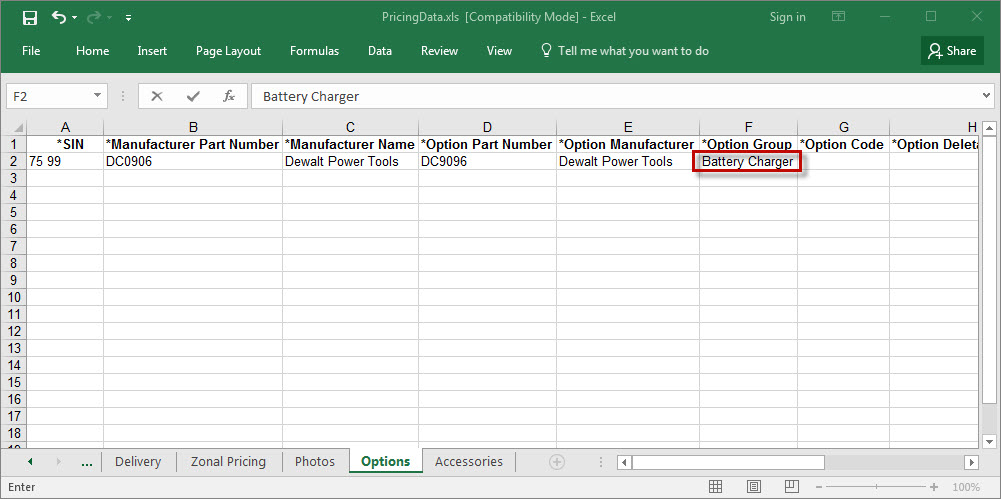 PricingData.xls [Compatibility Mode] - Excel
Sign in
File Home Insert Page Layout Formulas Data Review View Tell me what you want to do Share
F2 fx Battery Charger
A B C D E F G H
1 *SIN *Manufacturer Part Number *Manufacturer Name *Option Part Number *Option Manufacturer *Option Group *Option Code *Option Deleta
2 75 99 DC0906 Dewalt Power Tools DC9096 Dewalt Power Tools Battery Charger
3
4
5
6
7
8
9
10
11
12
13
14
15
16
17
18
... Delivery Zonal Pricing Photos Options Accessories
Enter 100%